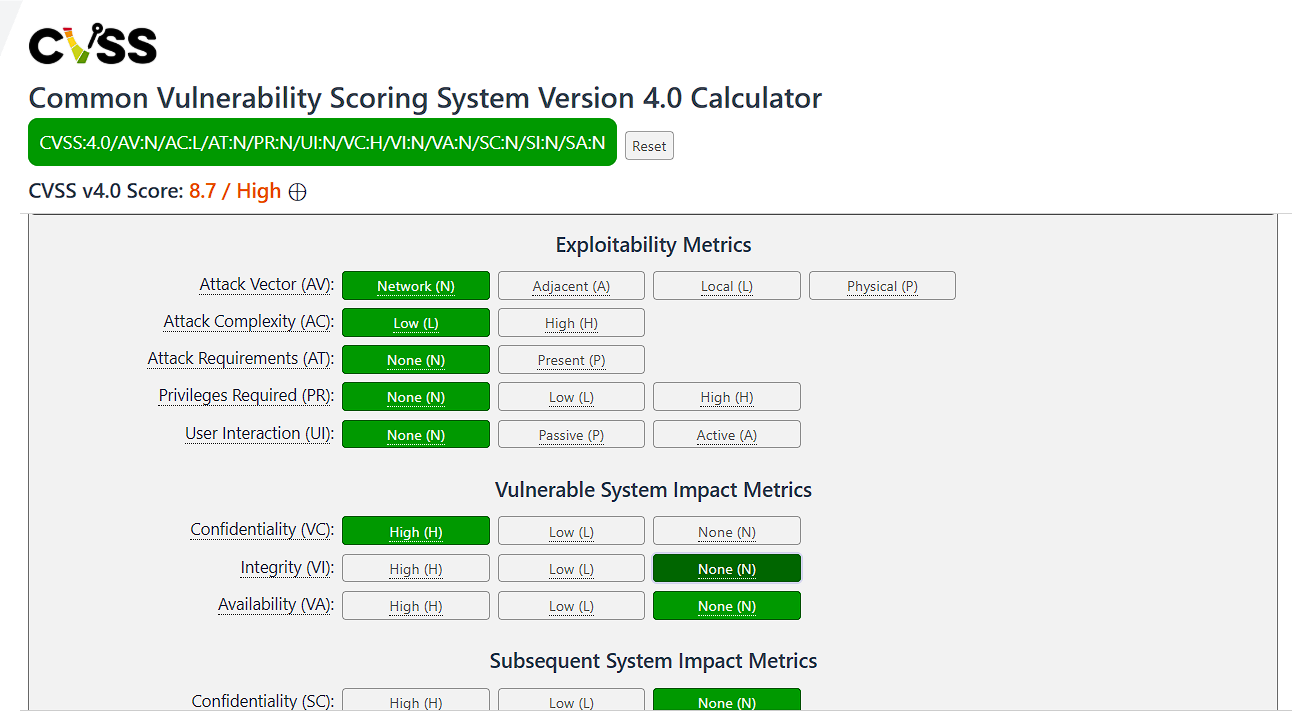 CVSS
Common Vulnerability Scoring System Version 4.0 Calculator
CVSS:4.0/AV:N/AC:L/AT:N/PR:N/UI:N/VC:H/VI:N/VA:N/SC:N/SI:N/SA:N Reset
CVSS v4.0 Score: 8.7 / High
Exploitability Metrics
Attack Vector (AV): Network (N) Adjacent (A) Local (L) Physical (P)
Attack Complexity (AC): Low (L) High (H)
Attack Requirements (AT): None (N) Present (P)
Privileges Required (PR): None (N) Low (L) High (H)
User Interaction (UI): None (N) Passive (P) Active (A)
Vulnerable System Impact Metrics
Confidentiality (VC): High (H) Low (L) None (N)
Integrity (VI): High (H) Low (L) None (N)
Availability (VA): High (H) Low (L) None (N)
Subsequent System Impact Metrics
Confidentiality (SC): High (H) Low (L) None (N)